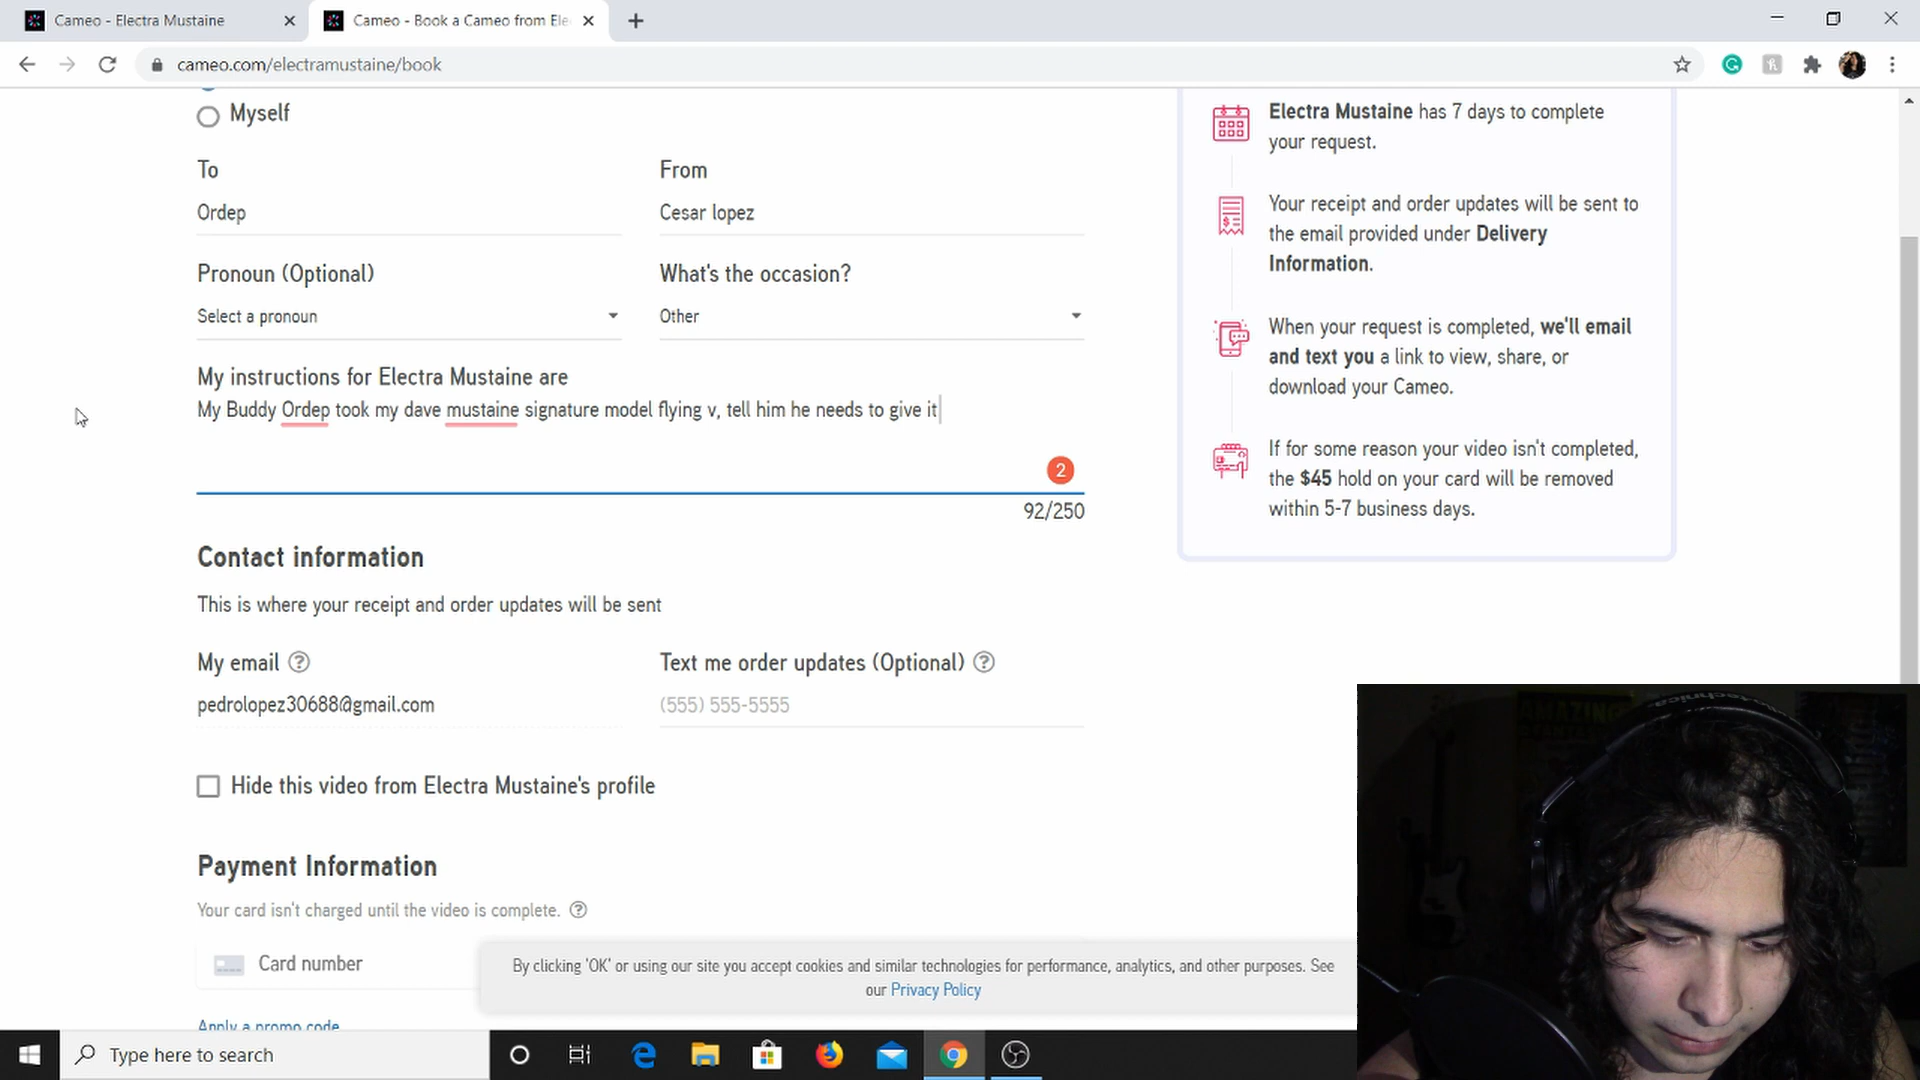 Cameo - Electra Mustaine
Cameo - Book a Cameo from Ele
cameo.com/electramustaine/book
Myself
To
From
Ordep
Cesar lopez
Pronoun (Optional)
What's the occasion?
Select a pronoun
Other
My instructions for Electra Mustaine are
My Buddy Ordep took my dave mustaine signature model flying v, tell him he needs to give it
2
92/250
Contact information
This is where your receipt and order updates will be sent
My email ?
Text me order updates (Optional) ?
pedrolopez30688@gmail.com
(555) 555-5555
Hide this video from Electra Mustaine's profile
Payment Information
Your card isn't charged until the video is complete. ?
Card number
Apply a promo code
Electra Mustaine has 7 days to complete
your request.
Your receipt and order updates will be sent to
the email provided under Delivery
Information.
When your request is completed, we'll email
and text you a link to view, share, or
download your Cameo.
If for some reason your video isn't completed,
the $45 hold on your card will be removed
within 5-7 business days.
By clicking 'OK' or using our site you accept cookies and similar technologies for performance, analytics, and other purposes. See
our Privacy Policy
Type here to search